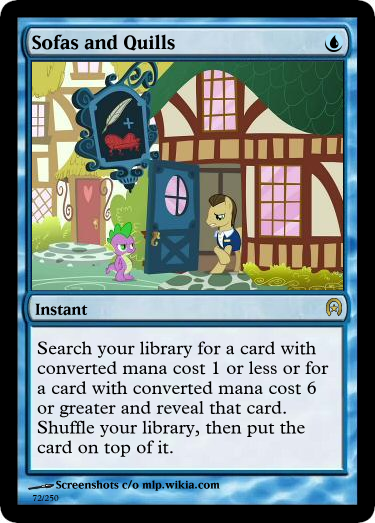 Sofas and Quills
Instant
Search your library for a card with
converted mana cost 1 or less or for
a card with converted mana cost 6
or greater and reveal that card.
Shuffle your library, then put the
card on top of it.
Screenshots c/o mlp.wikia.com
72/250